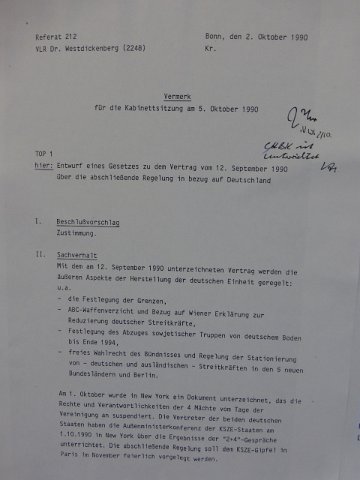 Referat 212
Bonn, den 2. Oktober 1990
VLR Dr. Westdickenberg (2248)
Kr.
Vermerk
für die Kabinettsitzung am 5. Oktober 1990
TOP 1
hier: Entwurf eines Gesetzes zu dem Vertrag vom 12. September 1990
über die abschließende Regelung in bezug auf Deutschland
I. Beschlußvorschlag
Zustimmung.
II. Sachverhalt
Mit dem am 12. September 1990 unterzeichneten Vertrag werden die
äußeren Aspekte der Herstellung der deutschen Einheit geregelt:
u.a.
- die Festlegung der Grenzen,
- ABC-Waffenverzicht und Bezug auf Wiener Erklärung zur
Reduzierung deutscher Streitkräfte,
- Festlegung des Abzuges sowjetischer Truppen von deutschem Boden
bis Ende 1994,
- freies Wahlrecht des Bündnisses und Regelung der Stationierung
von - deutschen und ausländischen - Streitkräften in den 5 neuen
Bundesländern und Berlin.
Am 1. Oktober wurde in New York ein Dokument unterzeichnet, das die
Rechte und Verantwortlichkeiten der 4 Mächte vom Tage der
Vereinigung an suspendiert. Die Vertreter der beiden deutschen
Staaten haben die Außenministerkonferenz der KSZE-Staaten am
1.10.1990 in New York über die Ergebnisse der "2+4"-Gespräche
unterrichtet. Die abschließende Regelung soll dem KSZE-Gipfel in
Paris im November feierlich vorgelegt werden.